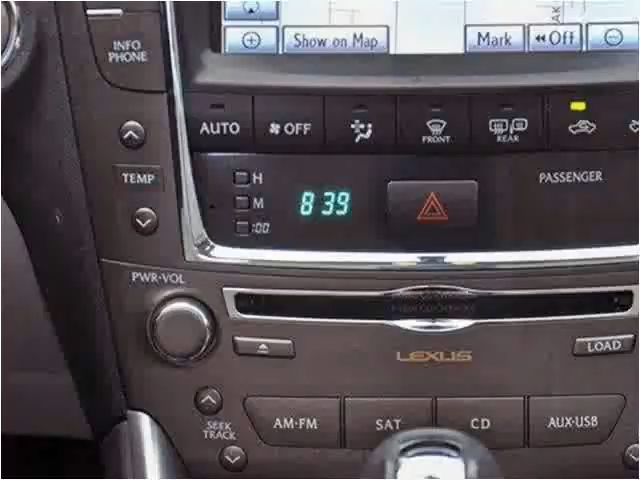 AK
Show on Map
Mark
◂◂Off
INFO
PHONE
AUTO
OFF
FRONT
REAR
TEMP
H
M
:00
8 39
PASSENGER
PWR·VOL
LEXUS
LOAD
SEEK
TRACK
AM·FM
SAT
CD
AUX·USB